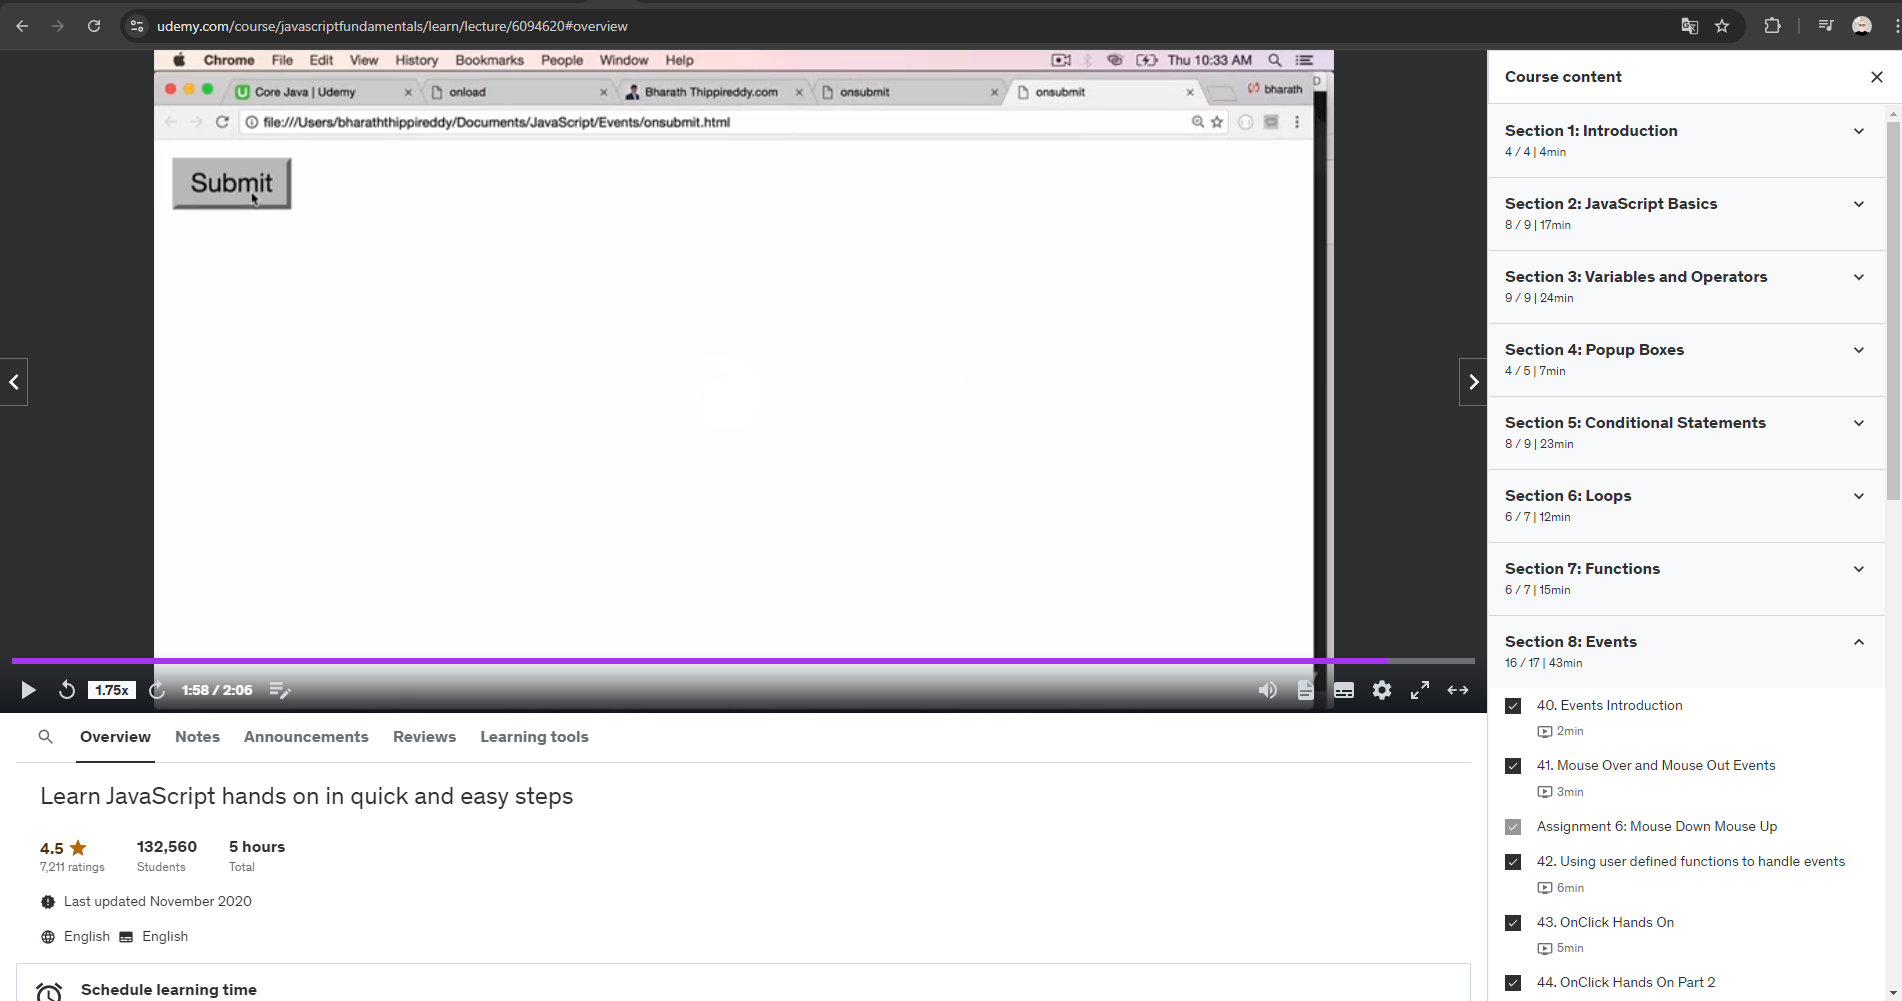 udemy.com/course/javascriptfundamentals/learn/lecture/6094620#overview
Chrome File Edit View History Bookmarks People Window Help Thu 10:33 AM
Core Java | Udemy onload Bharath Thippireddy.com onsubmit onsubmit bharath
file:///Users/bharaththippireddy/Documents/JavaScript/Events/onsubmit.html
Submit
1.75x 1:58 / 2:06
Overview Notes Announcements Reviews Learning tools
Learn JavaScript hands on in quick and easy steps
4.5 132,560 5 hours
7,211 ratings Students Total
Last updated November 2020
English English
Schedule learning time
Course content
Section 1: Introduction
4 / 4 | 4min
Section 2: JavaScript Basics
8 / 9 | 17min
Section 3: Variables and Operators
9 / 9 | 24min
Section 4: Popup Boxes
4 / 5 | 7min
Section 5: Conditional Statements
8 / 9 | 23min
Section 6: Loops
6 / 7 | 12min
Section 7: Functions
6 / 7 | 15min
Section 8: Events
16 / 17 | 43min
40. Events Introduction
2min
41. Mouse Over and Mouse Out Events
3min
Assignment 6: Mouse Down Mouse Up
42. Using user defined functions to handle events
6min
43. OnClick Hands On
5min
44. OnClick Hands On Part 2